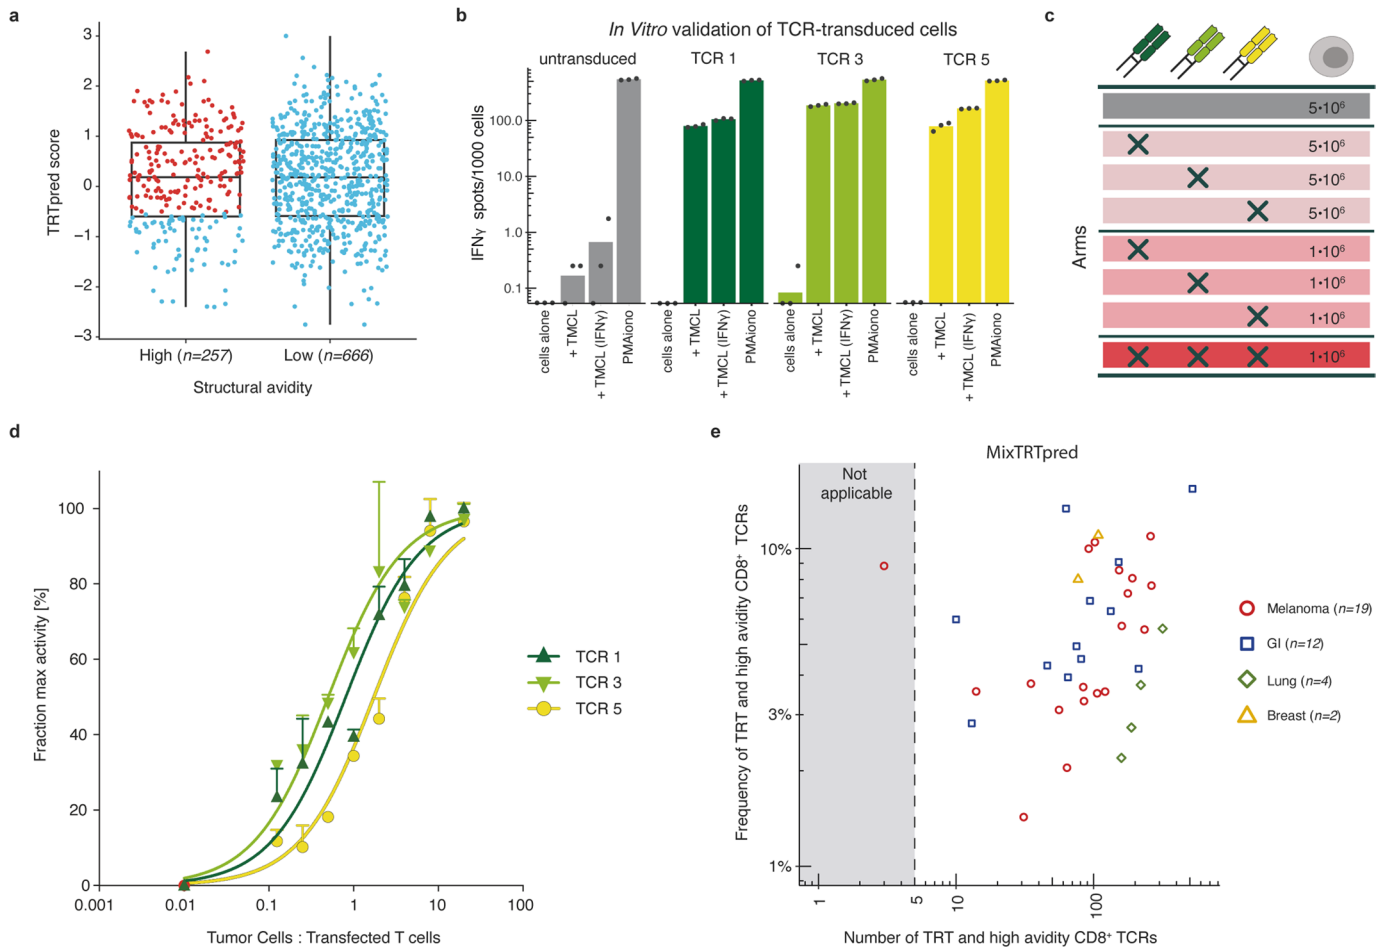 a
TRTpred score
3
2
1
0
−1
−2
−3
High (n=257)
Low (n=666)
Structural avidity
b
In Vitro validation of TCR-transduced cells
untransduced
TCR 1
TCR 3
TCR 5
IFNγ spots/1000 cells
100.0
10.0
1.0
0.1
cells alone
+ TMCL
+ TMCL (IFNγ)
PMAiono
cells alone
+ TMCL
+ TMCL (IFNγ)
PMAiono
cells alone
+ TMCL
+ TMCL (IFNγ)
PMAiono
cells alone
+ TMCL
+ TMCL (IFNγ)
PMAiono
c
Arms
5•10⁶
5•10⁶
5•10⁶
5•10⁶
1•10⁶
1•10⁶
1•10⁶
1•10⁶
d
Fraction max activity [%]
100
80
60
40
20
0
0.001
0.01
0.1
1
10
100
Tumor Cells : Transfected T cells
TCR 1
TCR 3
TCR 5
e
MixTRTpred
Not
applicable
Frequency of TRT and high avidity CD8⁺ TCRs
10%
3%
1%
1
5
10
100
Number of TRT and high avidity CD8⁺ TCRs
Melanoma (n=19)
GI (n=12)
Lung (n=4)
Breast (n=2)